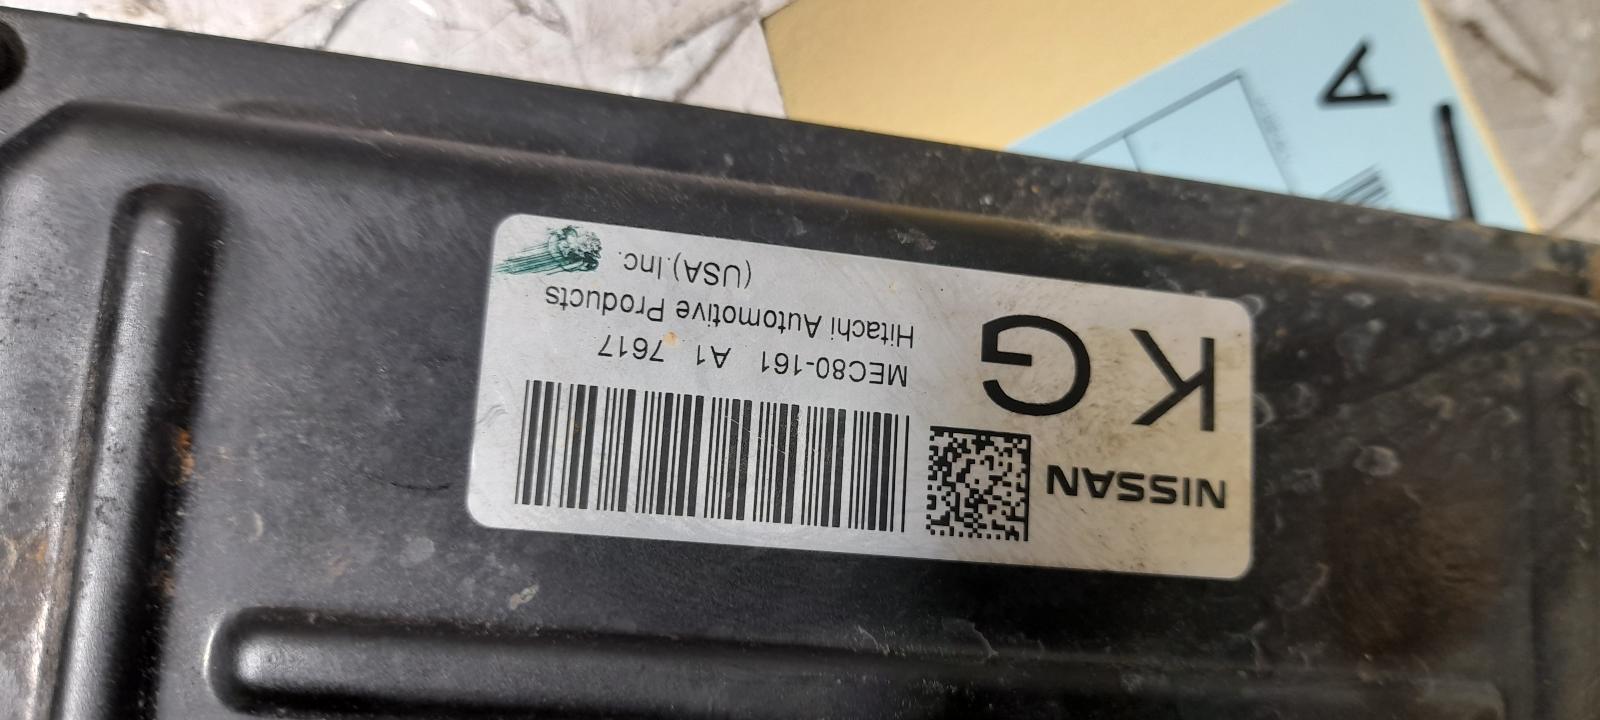 NISSAN
KG
MEC80-161 A1 7617
Hitachi Automotive Products
(USA).Inc.
A